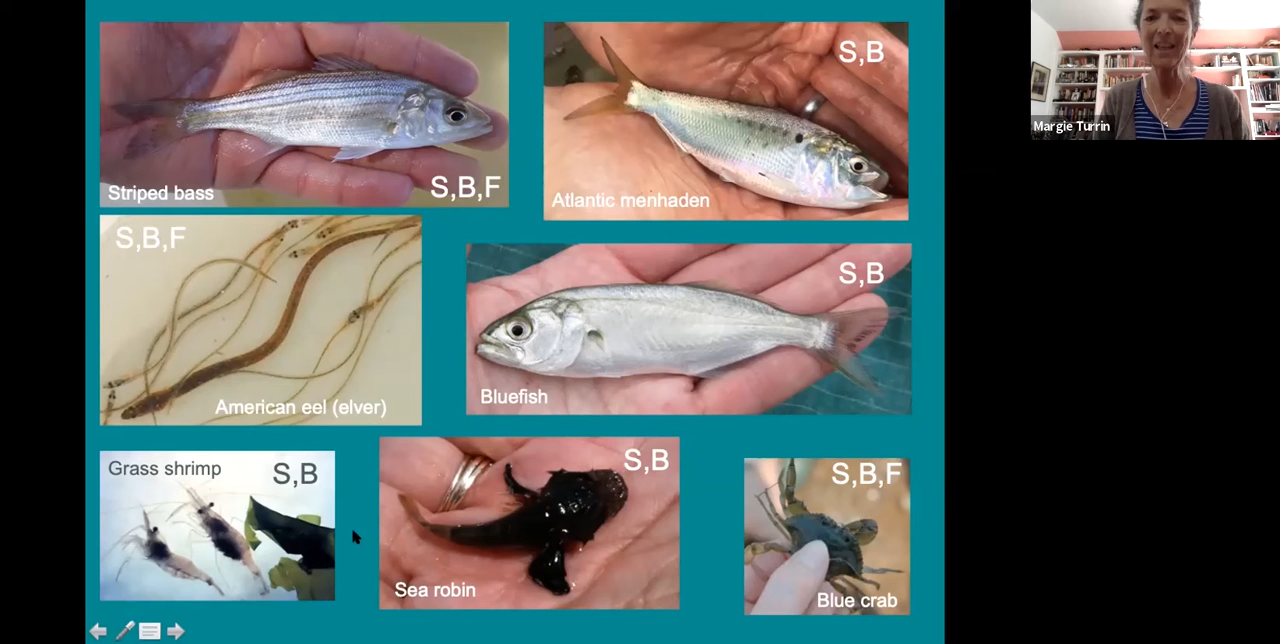 S,B
Margie Turrin
Striped bass
S,B,F
Atlantic menhaden
S,B,F
S,B
American eel (elver)
Bluefish
Grass shrimp
S,B
S,B
S,B,F
Sea robin
Blue crab